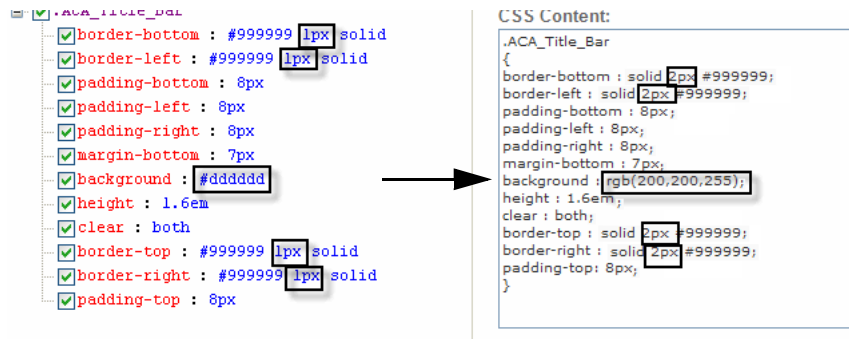 .ACA_Title_Bar
border-bottom : #999999 1px solid
border-left : #999999 1px solid
padding-bottom : 8px
padding-left : 8px
padding-right : 8px
margin-bottom : 7px
background : #dddddd
height : 1.6em
clear : both
border-top : #999999 1px solid
border-right : #999999 1px solid
padding-top : 8px
CSS Content:
.ACA_Title_Bar
{
border-bottom : solid 2px #999999;
border-left : solid 2px #999999;
padding-bottom : 8px;
padding-left : 8px;
padding-right : 8px;
margin-bottom : 7px;
background : rgb(200,200,255);
height : 1.6em;
clear : both;
border-top : solid 2px #999999;
border-right : solid 2px #999999;
padding-top: 8px;
}